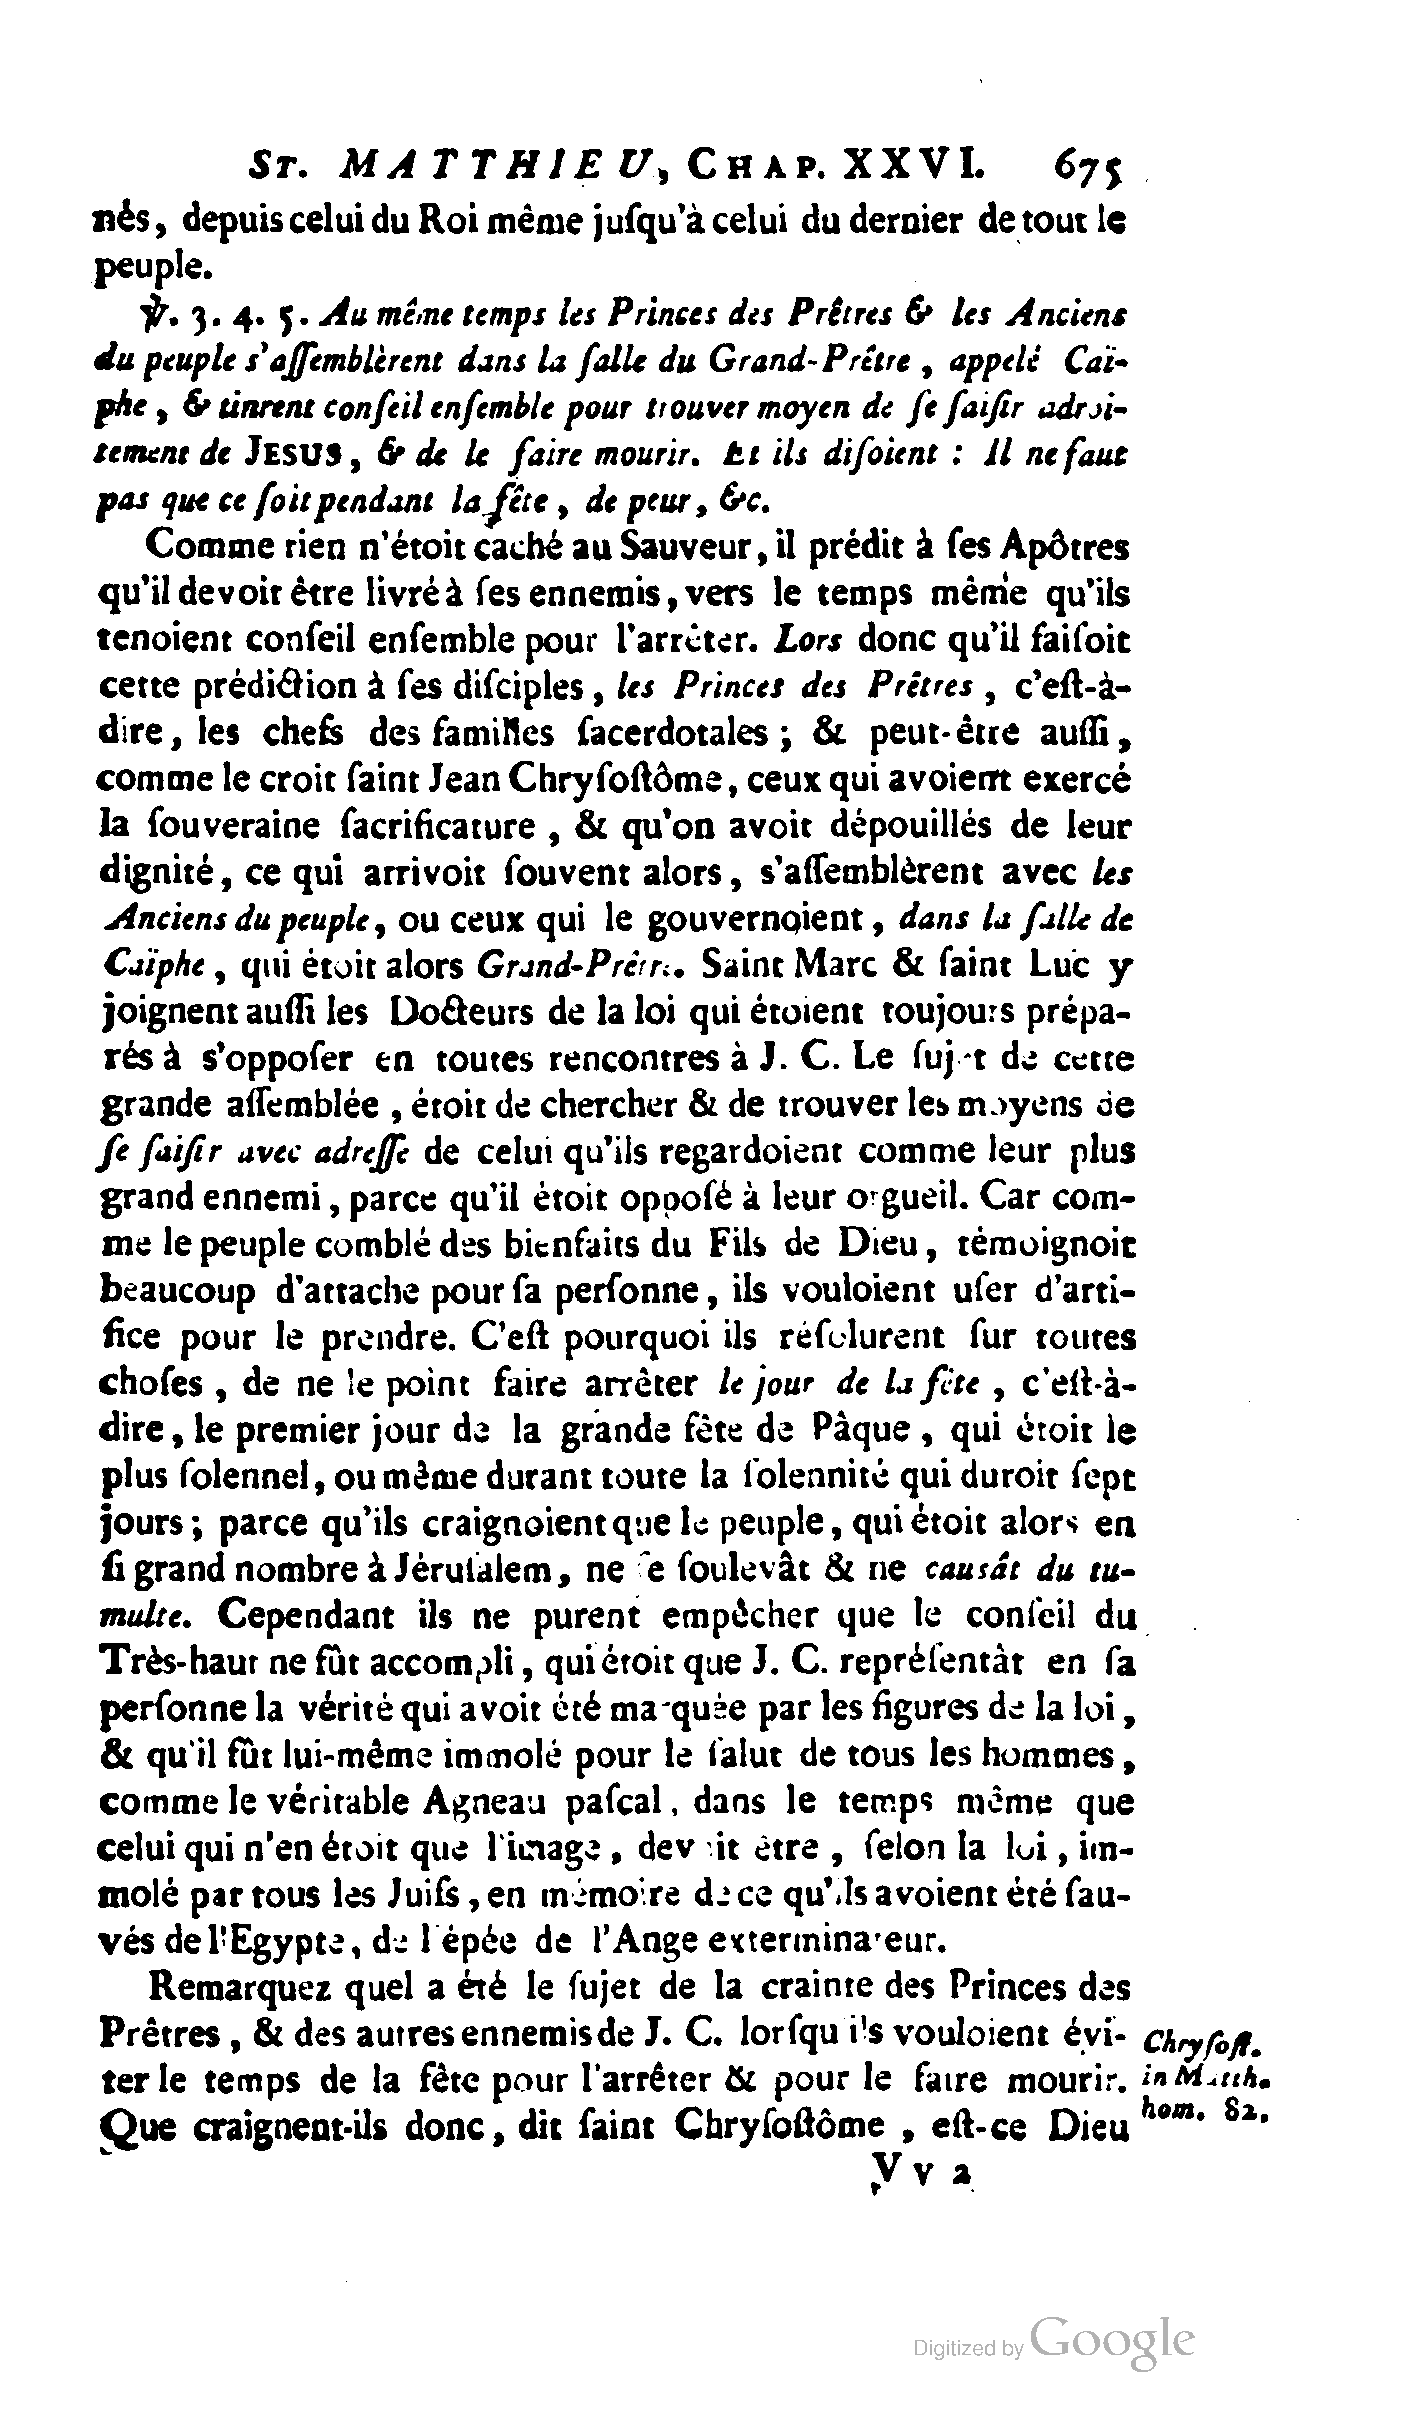 ST. MATTHIEU, CHAP. XXVI. 675
nés, depuis celui du Roi même juſqu'à celui du dernier de tout le
peuple.
℣. 3. 4. 5. Au même temps les Princes des Prêtres & les Anciens
du peuple s'aſſemblèrent dans la ſalle du Grand-Prêtre, appelé Caï-
phe, & tinrent conſeil enſemble pour trouver moyen de ſe ſaiſir adroi-
tement de JESUS, & de le faire mourir. Et ils diſoient : Il ne faut
pas que ce ſoit pendant la fête, de peur, &c.
Comme rien n'étoit caché au Sauveur, il prédit à ſes Apôtres
qu'il devoit être livré à ſes ennemis, vers le temps même qu'ils
tenoient conſeil enſemble pour l'arrêter. Lors donc qu'il faiſoit
cette prédiction à ſes diſciples, les Princes des Prêtres, c'eſt-à-
dire, les chefs des familles ſacerdotales ; & peut-être auſſi,
comme le croit ſaint Jean Chryſoſtôme, ceux qui avoient exercé
la ſouveraine ſacrificature, & qu'on avoit dépouillés de leur
dignité, ce qui arrivoit ſouvent alors, s'aſſemblèrent avec les
Anciens du peuple, ou ceux qui le gouvernoient, dans la ſalle de
Caïphe, qui étoit alors Grand-Prêtre. Saint Marc & ſaint Luc y
joignent auſſi les Docteurs de la loi qui étoient toujours prépa-
rés à s'oppoſer en toutes rencontres à J. C. Le ſujet de cette
grande aſſemblée, étoit de chercher & de trouver les moyens de
ſe ſaiſir avec adreſſe de celui qu'ils regardoient comme leur plus
grand ennemi, parce qu'il étoit oppoſé à leur orgueil. Car com-
me le peuple comblé des bienfaits du Fils de Dieu, témoignoit
beaucoup d'attache pour ſa perſonne, ils vouloient uſer d'arti-
fice pour le prendre. C'eſt pourquoi ils réſolurent ſur toutes
choſes, de ne le point faire arrêter le jour de la fête, c'eſt-à-
dire, le premier jour de la grande fête de Pâque, qui étoit le
plus ſolennel, ou même durant toute la ſolennité qui duroit ſept
jours ; parce qu'ils craignoient que le peuple, qui étoit alors en
ſi grand nombre à Jéruſalem, ne ſe ſoulevât & ne causât du tu-
multe. Cependant ils ne purent empêcher que le conſeil du
Très-haut ne fût accompli, qui étoit que J. C. repréſentât en ſa
perſonne la vérité qui avoit été marquée par les figures de la loi,
& qu'il fût lui-même immolé pour le ſalut de tous les hommes,
comme le véritable Agneau paſcal, dans le temps même que
celui qui n'en étoit que l'image, devoit être, ſelon la loi, im-
molé par tous les Juifs, en mémoire de ce qu'ils avoient été ſau-
vés de l'Egypte, de l'épée de l'Ange exterminateur.
Remarquez quel a été le ſujet de la crainte des Princes des
Prêtres, & des autres ennemis de J. C. lorſqu'ils vouloient évi-
ter le temps de la fête pour l'arrêter & pour le faire mourir.
Que craignent-ils donc, dit ſaint Chryſoſtôme, eſt-ce Dieu
Chryſoſt.
in Matth.
hom. 82.
Vv2
Digitized by Google